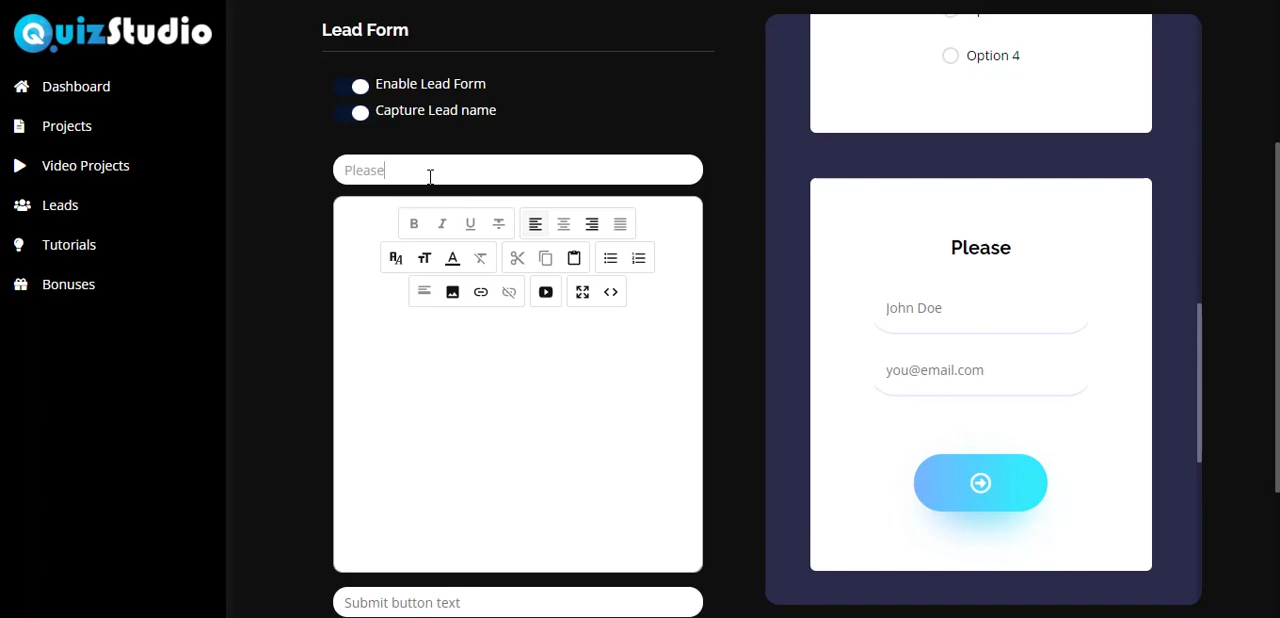 QuizStudio
Dashboard
Projects
Video Projects
Leads
Tutorials
Bonuses
Lead Form
Enable Lead Form
Capture Lead name
Please
Submit button text
Option 4
Please
John Doe
you@email.com